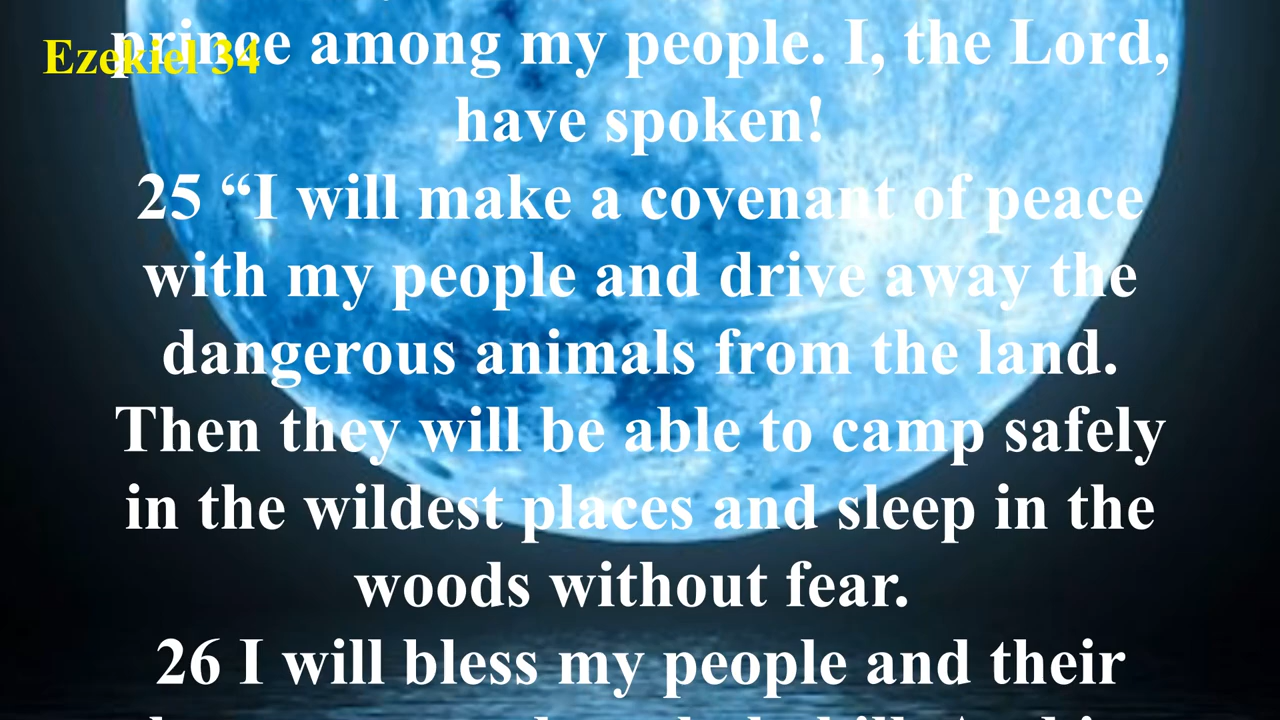 Ezekiel 34
prince among my people. I, the Lord,
have spoken!
25 “I will make a covenant of peace
with my people and drive away the
dangerous animals from the land.
Then they will be able to camp safely
in the wildest places and sleep in the
woods without fear.
26 I will bless my people and their